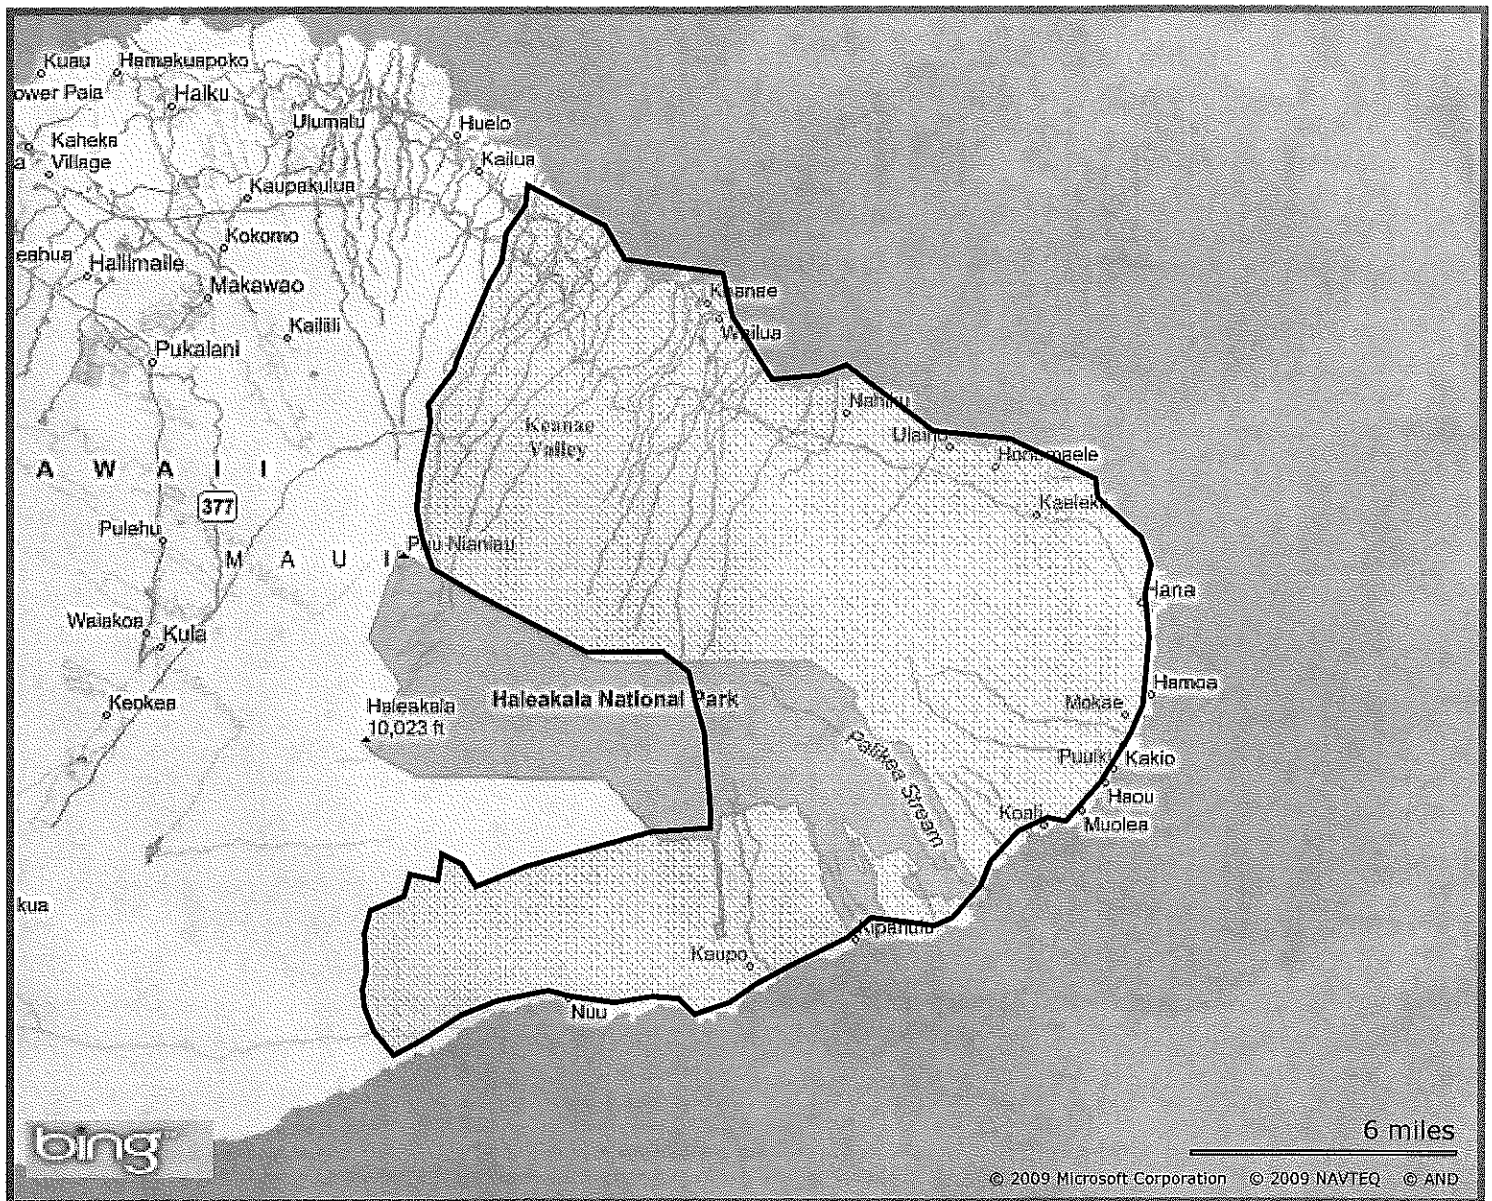 Kuau
Hamakuapoko
ower Paia
Haiku
Ulumalu
Huelo
Kaheka
Village
a
Kailua
Kaupakulua
Kokomo
eahua
Haliimaile
Makawao
Keanae
Wailua
Kailiili
Pukalani
Nahiku
Keanae
Valley
Ulaino
Honomaele
A W A I I
377
Kaeleku
Pulehu
Puu Nianiau
M A U I
Hana
Waiakoa
Kula
Hamoa
Haleakala National Park
Keokea
Haleakala
10,023 ft
Mokae
Palikea Stream
Puuiki
Kakio
Haou
Koali
Muolea
kua
Kipahulu
Kaupo
Nuu
6 miles
bing
© 2009 Microsoft Corporation © 2009 NAVTEQ © AND